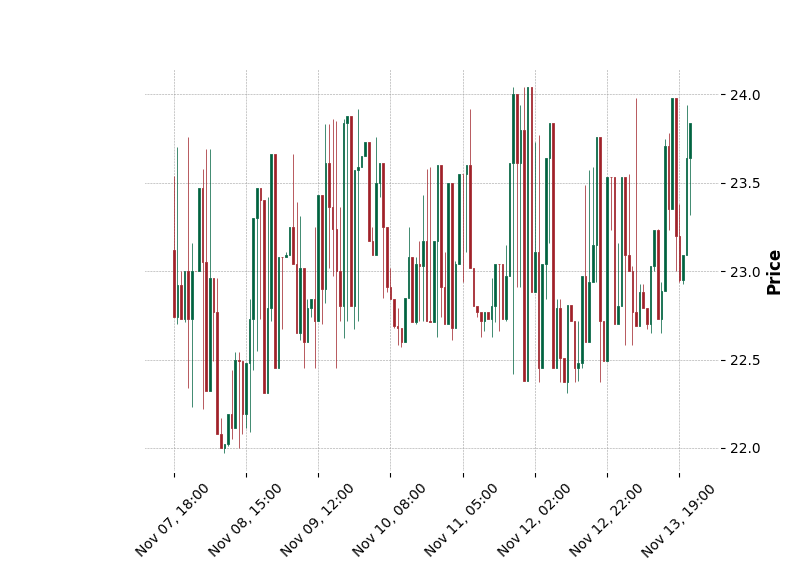 24.0
23.5
23.0
22.5
22.0
Price
Nov 07, 18:00
Nov 08, 15:00
Nov 09, 12:00
Nov 10, 08:00
Nov 11, 05:00
Nov 12, 02:00
Nov 12, 22:00
Nov 13, 19:00